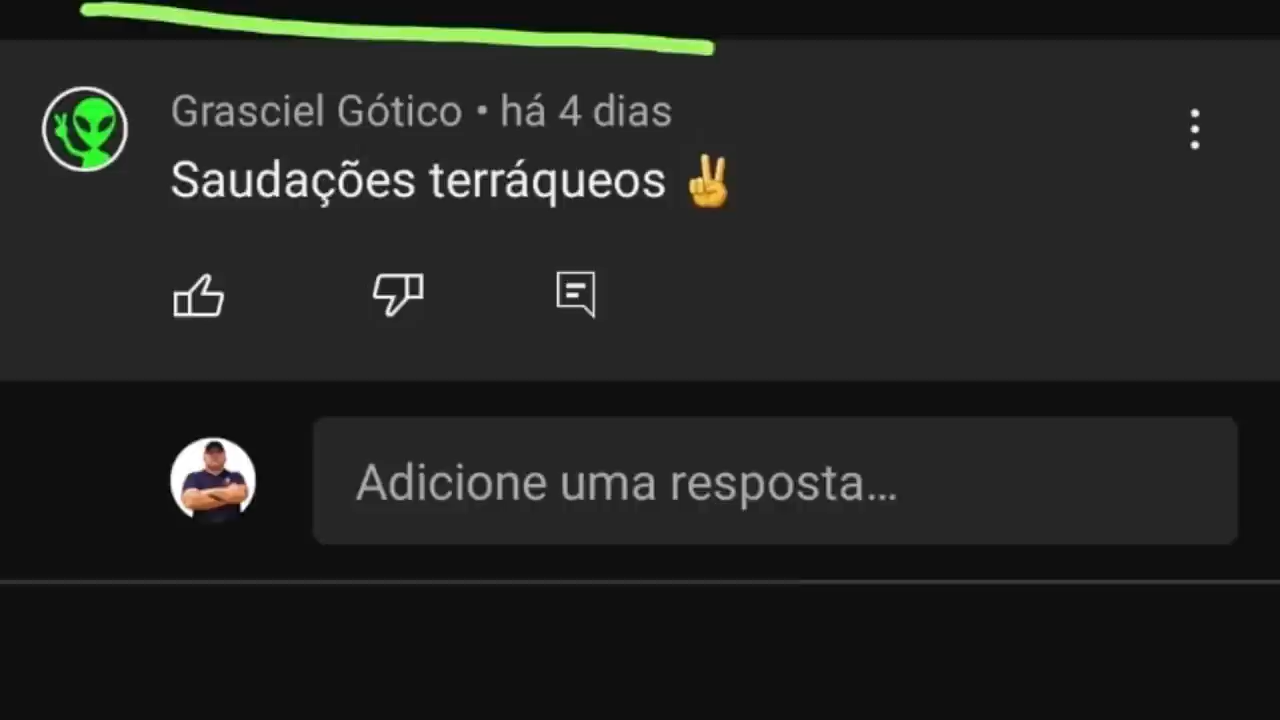 Grasciel Gótico • há 4 dias
Saudações terráqueos ✌️
Adicione uma resposta...